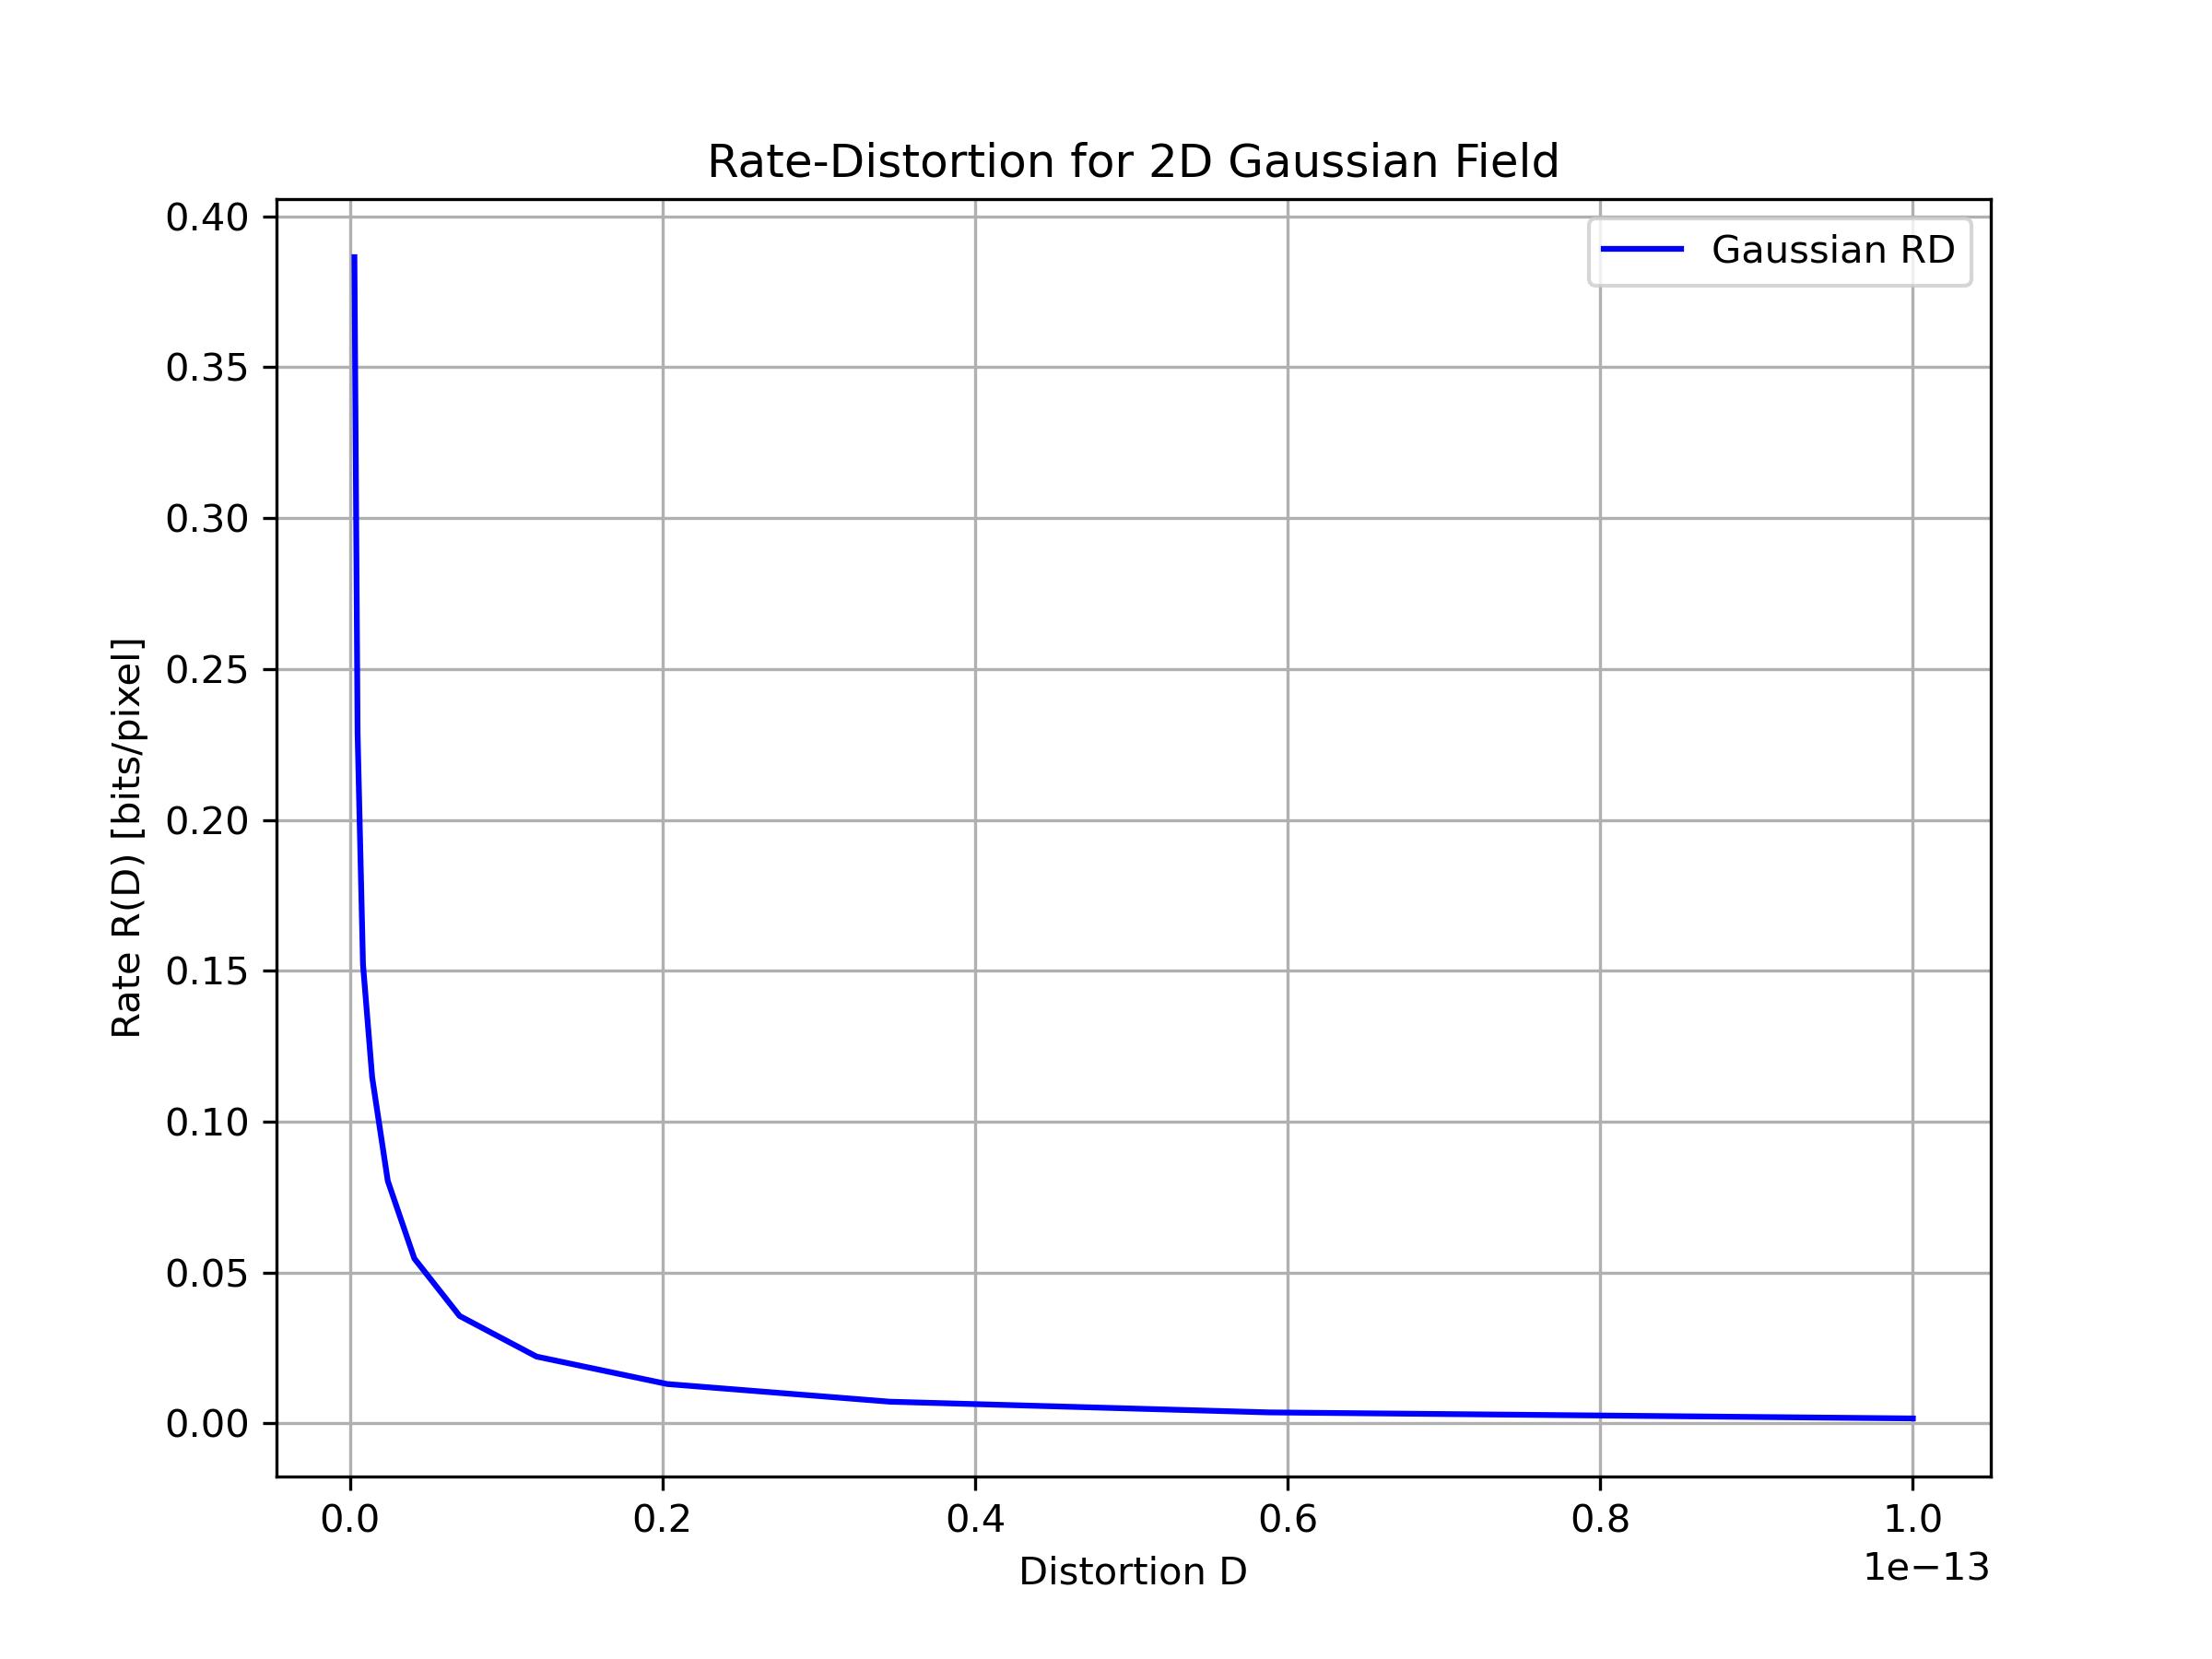 Rate-Distortion for 2D Gaussian Field
Gaussian RD
Rate R(D) [bits/pixel]
0.40
0.35
0.30
0.25
0.20
0.15
0.10
0.05
0.00
0.0 0.2 0.4 0.6 0.8 1.0
1e−13
Distortion D